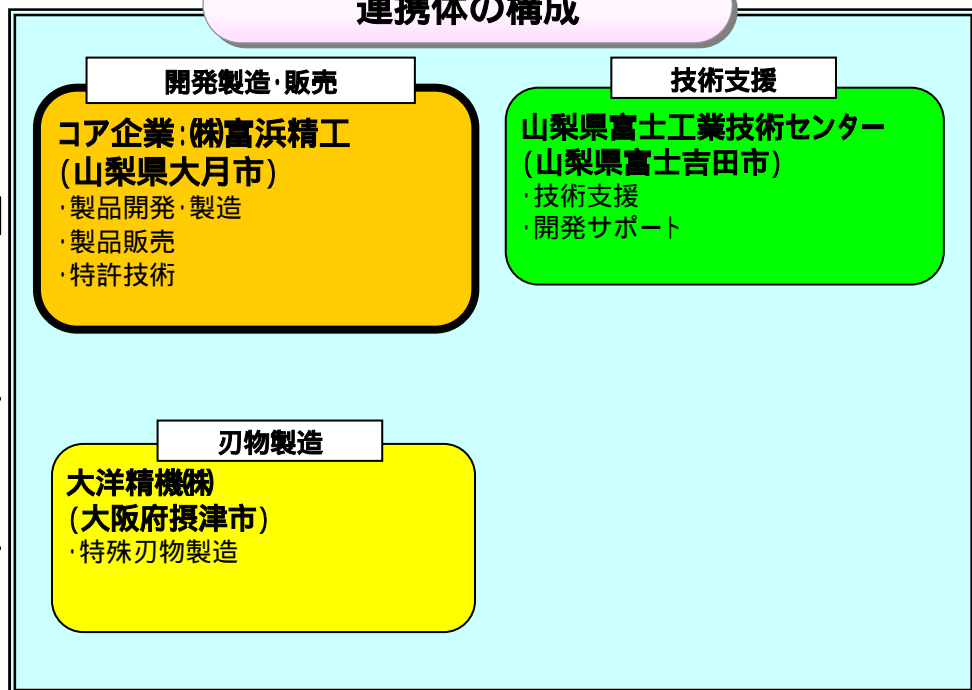 連携体の構成
開発製造・販売
コア企業：㈱富浜精工
(山梨県大月市)
・製品開発・製造
・製品販売
・特許技術
技術支援
山梨県富士工業技術センター
(山梨県富士吉田市)
・技術支援
・開発サポート
刃物製造
大洋精機㈱
(大阪府摂津市)
・特殊刃物製造